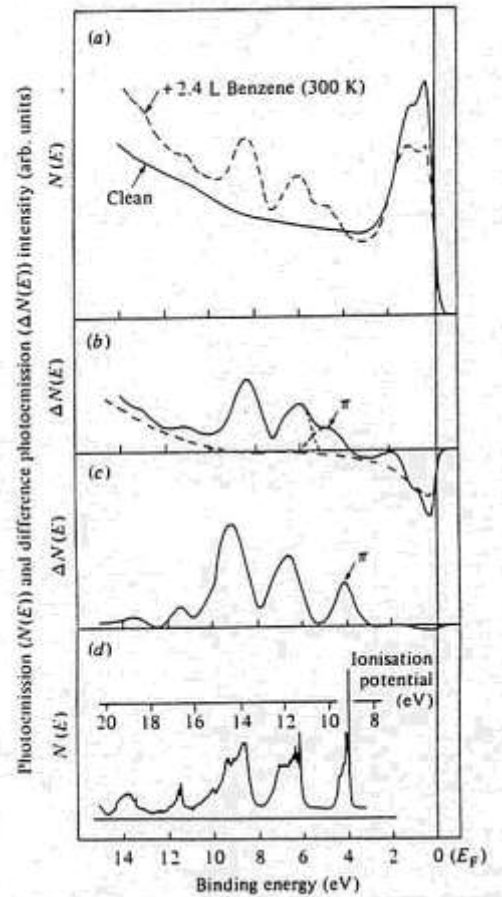 Photoemission (N(E)) and difference photoemission (ΔN(E)) intensity (arb. units)
(a)
+2.4 L Benzene (300 K)
N(E)
Clean
(b)
π
ΔN(E)
(c)
π
ΔN(E)
(d)
Ionisation
potential
(eV)
20 18 16 14 12 10 8
N(E)
14 12 10 8 6 4 2 0 (E_F)
Binding energy (eV)